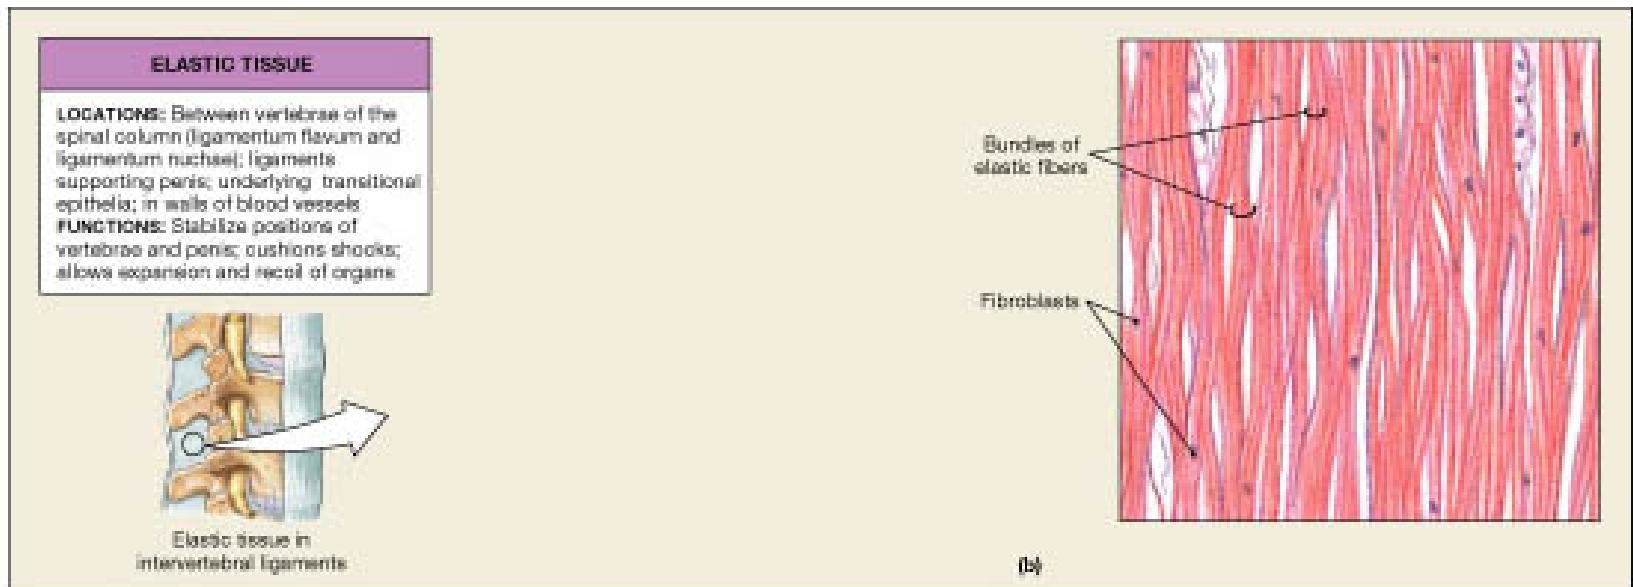 ELASTIC TISSUE
LOCATIONS: Between vertebrae of the
spinal column (ligamentum flavum and
ligamentum nuchae); ligaments
supporting penis; underlying transitional
epithelia; in walls of blood vessels
FUNCTIONS: Stabilize positions of
vertebrae and penis; cushions shocks;
allows expansion and recoil of organs
Elastic tissue in
intervertebral ligaments
Bundles of
elastic fibers
Fibroblasts
(b)